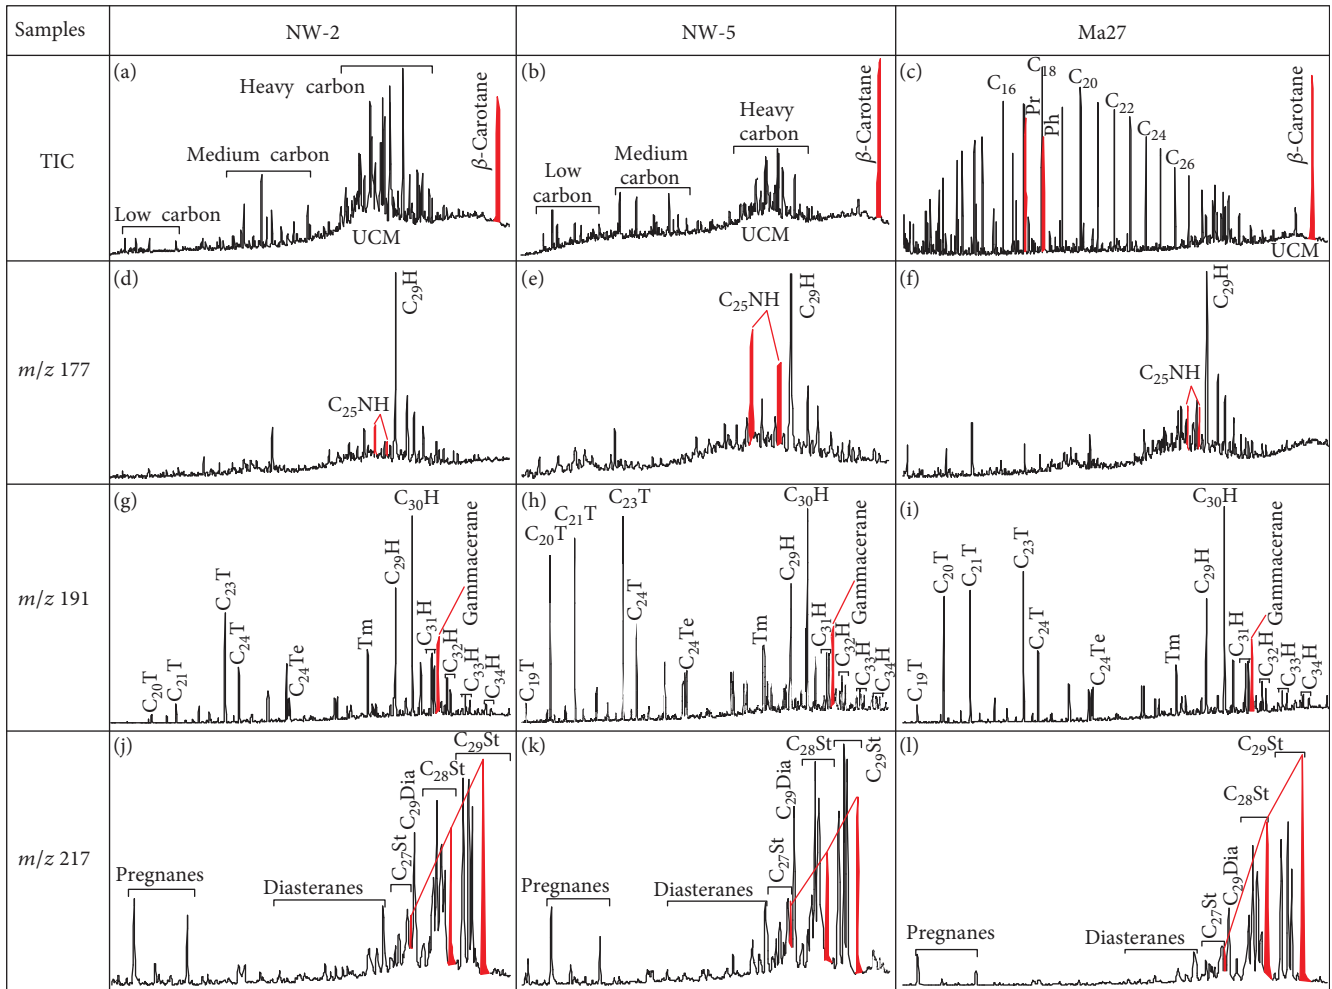 Samples
NW-2
NW-5
Ma27
TIC
(a)
Heavy carbon
Medium carbon
Low carbon
UCM
β-Carotane
(b)
Heavy
carbon
Medium
carbon
Low
carbon
UCM
β-Carotane
(c)
C16
Pr
C18
Ph
C20
C22
C24
C26
β-Carotane
UCM
m/z 177
(d)
C29H
C25NH
(e)
C25NH
C29H
(f)
C29H
C25NH
m/z 191
(g)
C20T
C21T
C23T
C24T
C24Te
Tm
C29H
C30H
C31H
Gammacerane
C32H
C33H
C34H
(h)
C19T
C20T
C21T
C23T
C24T
C24Te
Tm
C29H
C30H
C31H
Gammacerane
C32H
C33H
C34H
(i)
C19T
C20T
C21T
C23T
C24T
C24Te
Tm
C29H
C30H
C31H
Gammacerane
C32H
C33H
C34H
m/z 217
(j)
Pregnanes
Diasteranes
C27St
C29Dia
C28St
C29St
(k)
Pregnanes
Diasteranes
C27St
C29Dia
C28St
C29St
(l)
Pregnanes
Diasteranes
C27St
C29Dia
C28St
C29St